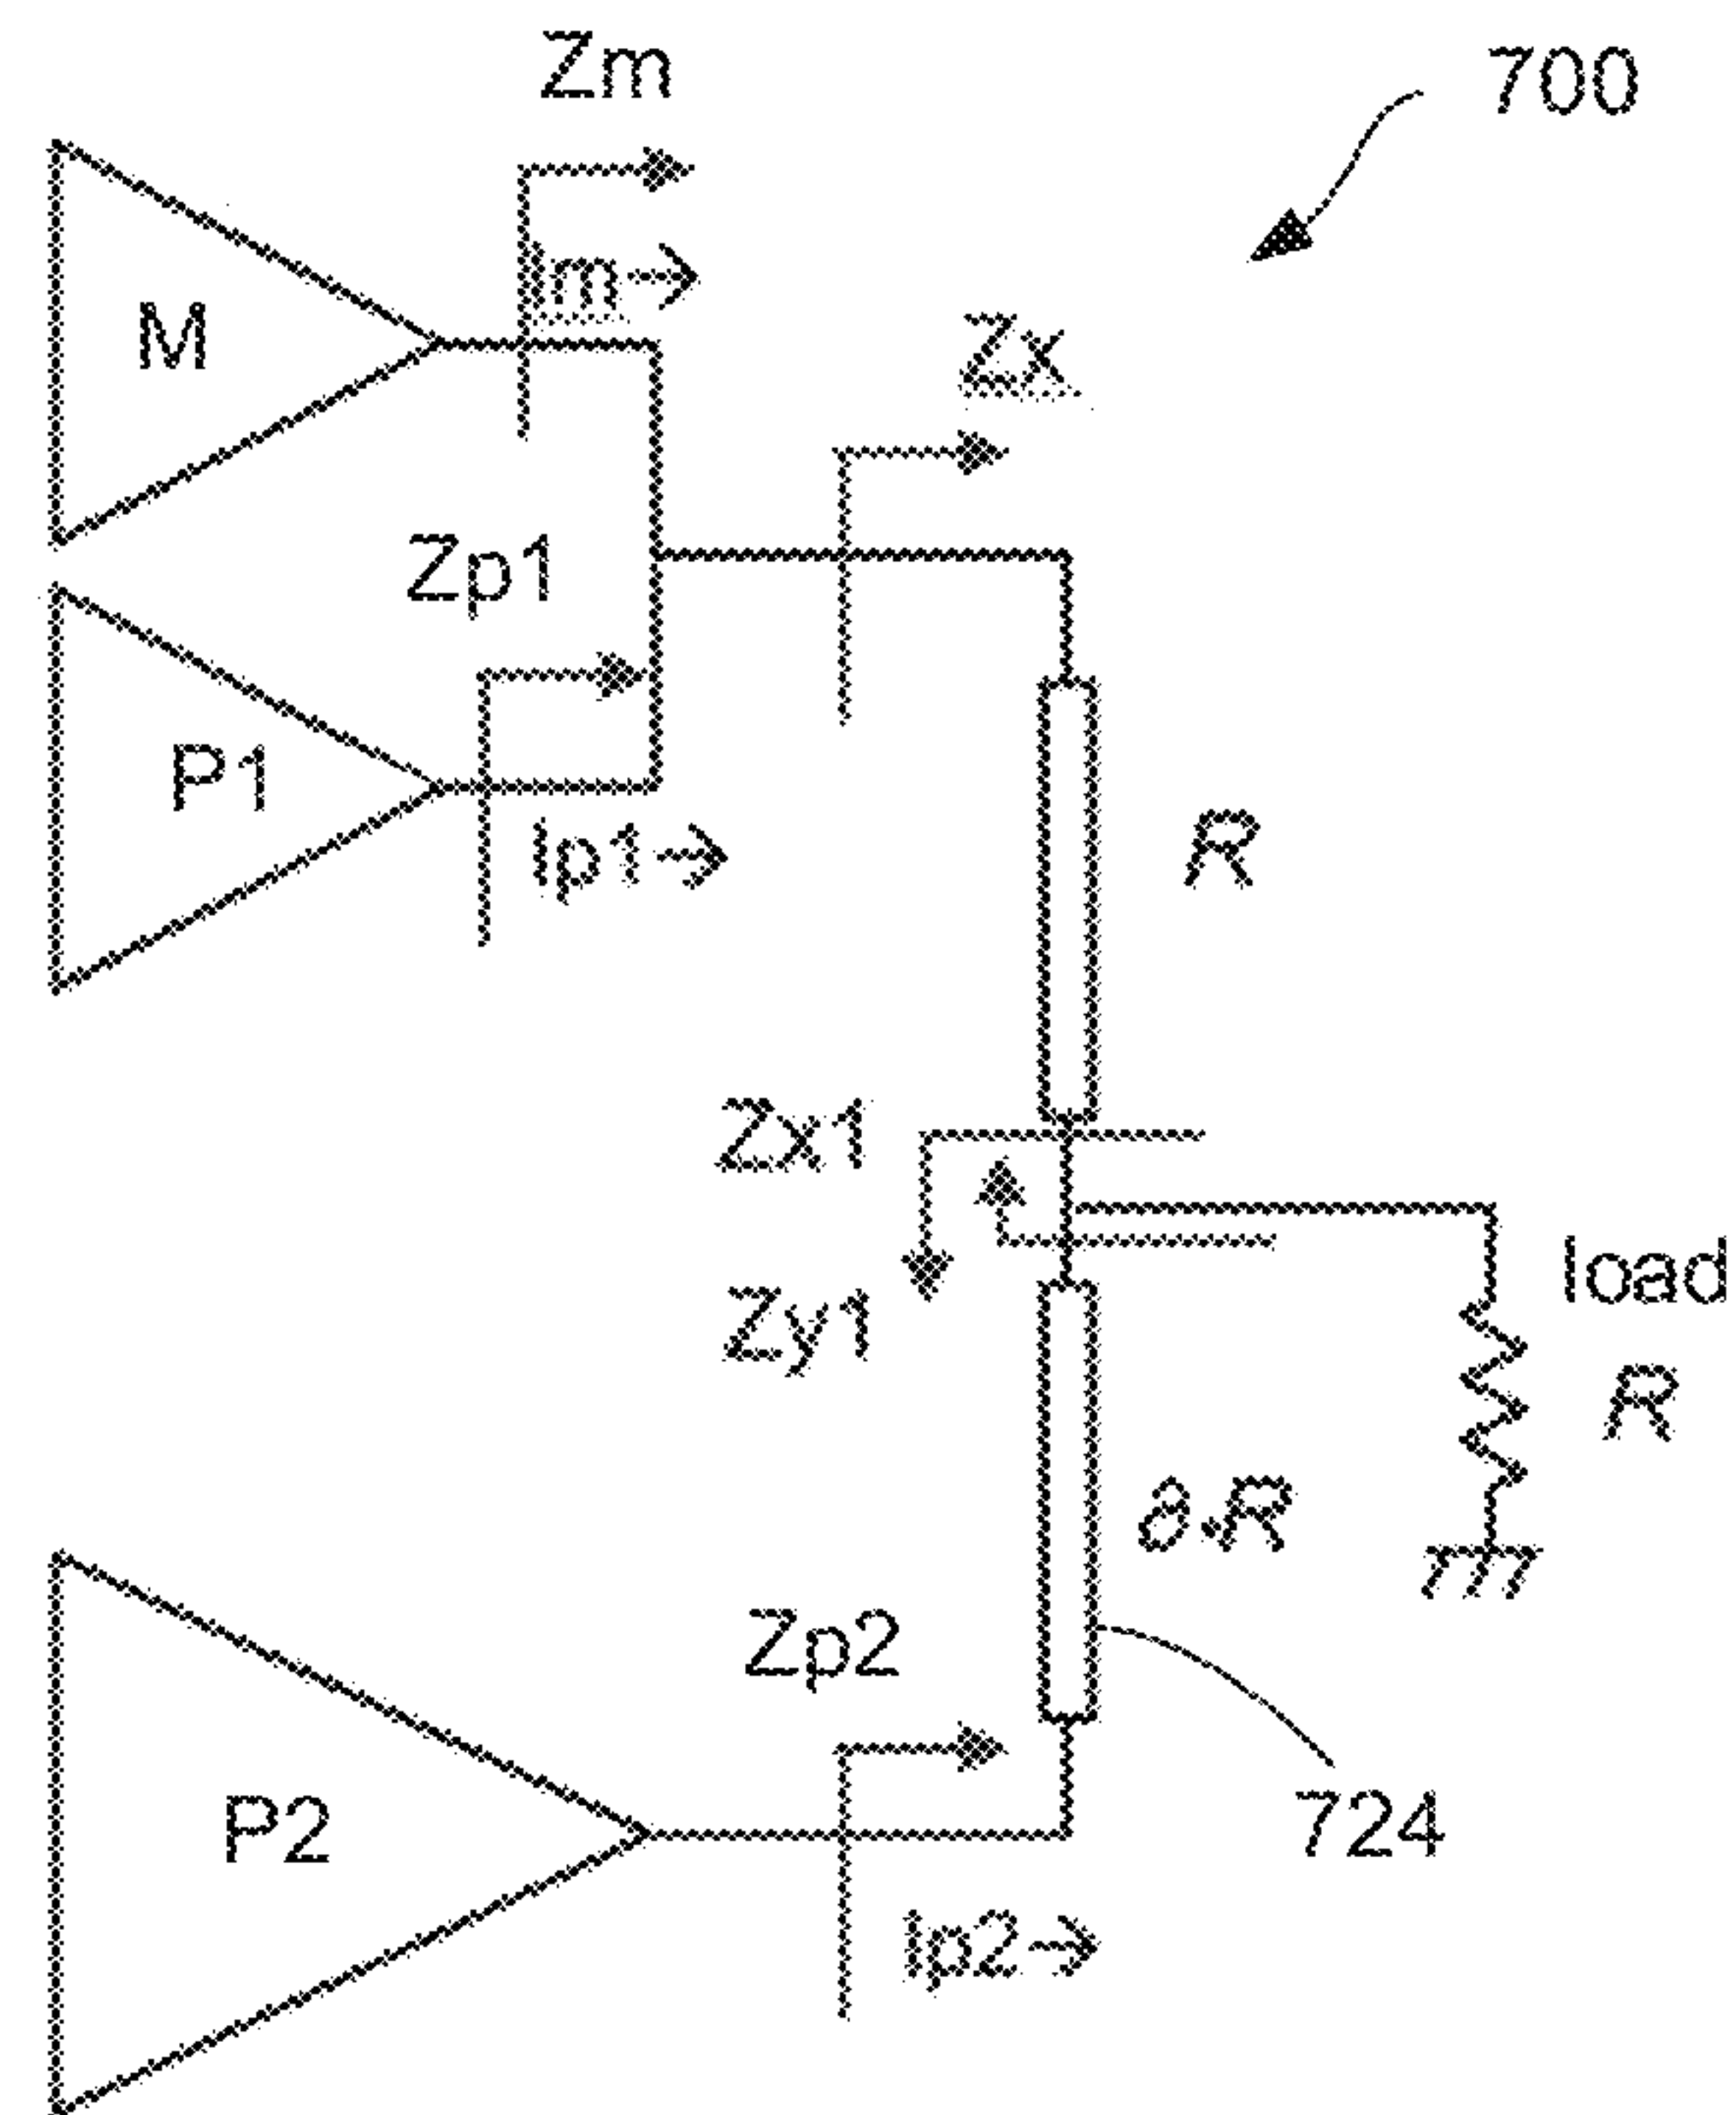 Zm
700
Im→
M
Zx
Zp1
P1
Ip1→
R
Zx1
load
Zy1
R
∂·R
Zp2
P2
724
Ip2→